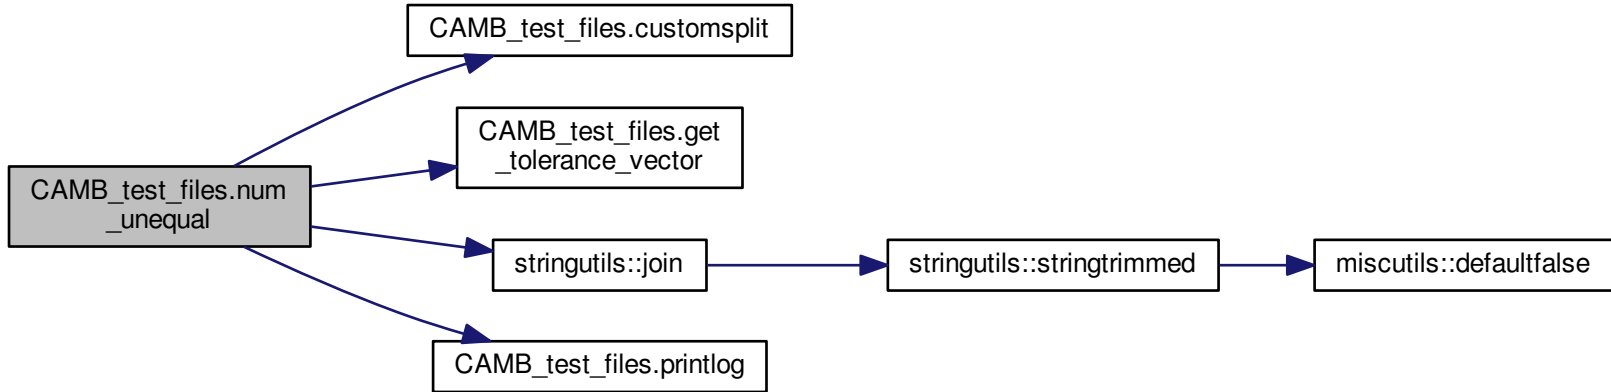 CAMB_test_files.customsplit
CAMB_test_files.get
_tolerance_vector
CAMB_test_files.num
_unequal
stringutils::join
stringutils::stringtrimmed
miscutils::defaultfalse
CAMB_test_files.printlog